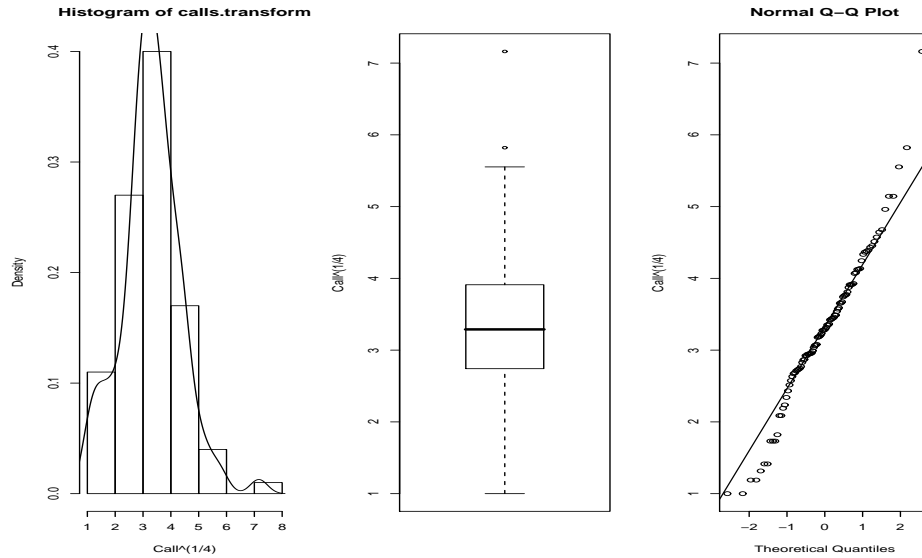 Histogram of calls.transform
Density
0.0 0.1 0.2 0.3 0.4
1 2 3 4 5 6 7 8
Call^(1/4)
Call^(1/4)
1 2 3 4 5 6 7
Normal Q−Q Plot
Call^(1/4)
1 2 3 4 5 6 7
−2 −1 0 1 2
Theoretical Quantiles